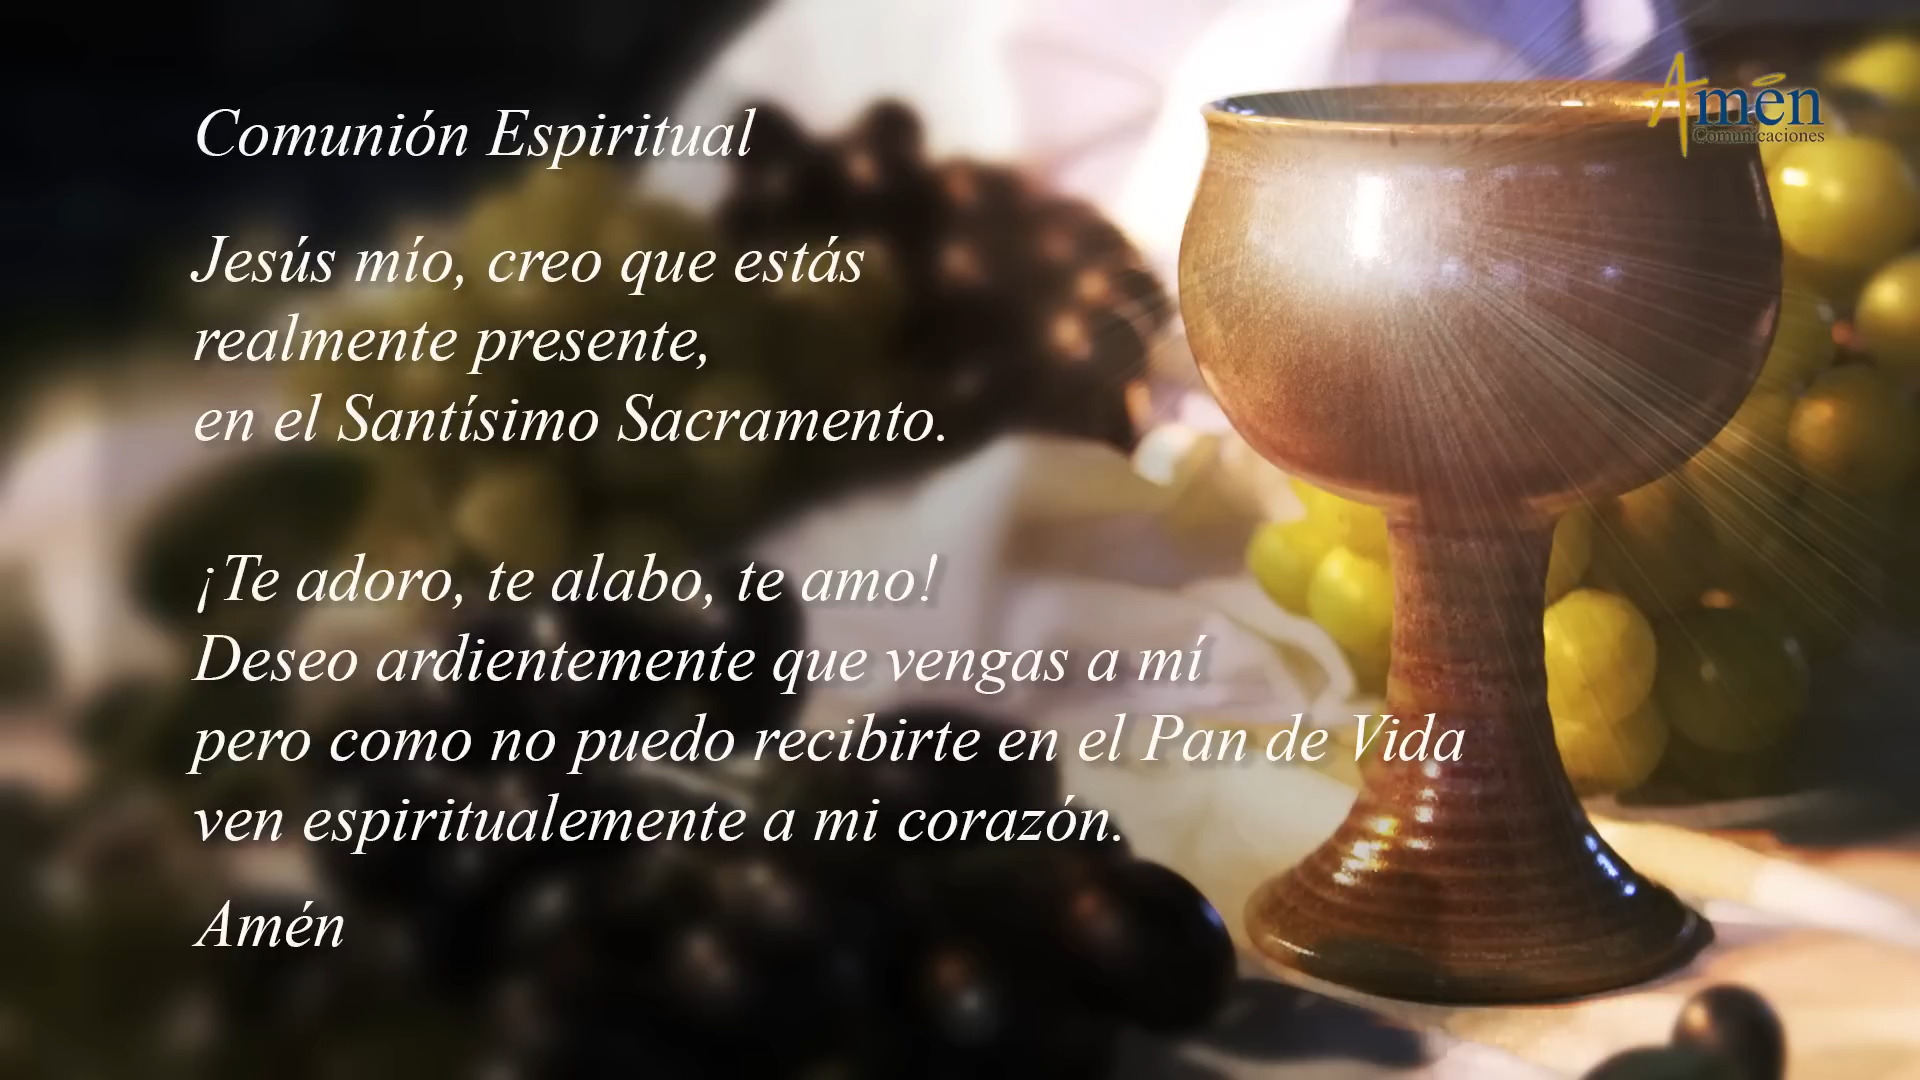 Amén
Comunicaciones
Comunión Espiritual
Jesús mío, creo que estás
realmente presente,
en el Santísimo Sacramento.
¡Te adoro, te alabo, te amo!
Deseo ardientemente que vengas a mí
pero como no puedo recibirte en el Pan de Vida
ven espiritualemente a mi corazón.
Amén